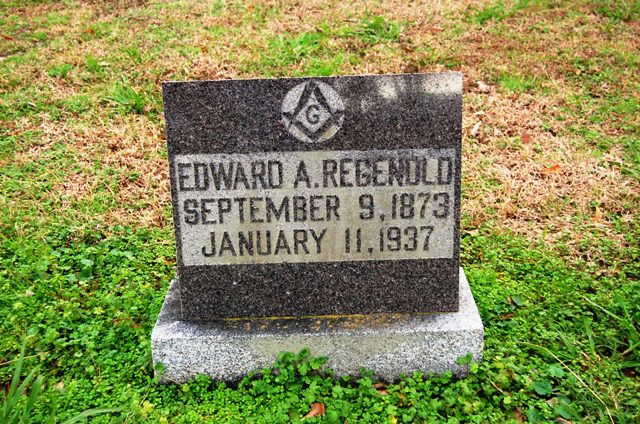 G
EDWARD A. REGENOLD
SEPTEMBER 9, 1873
JANUARY 11, 1937